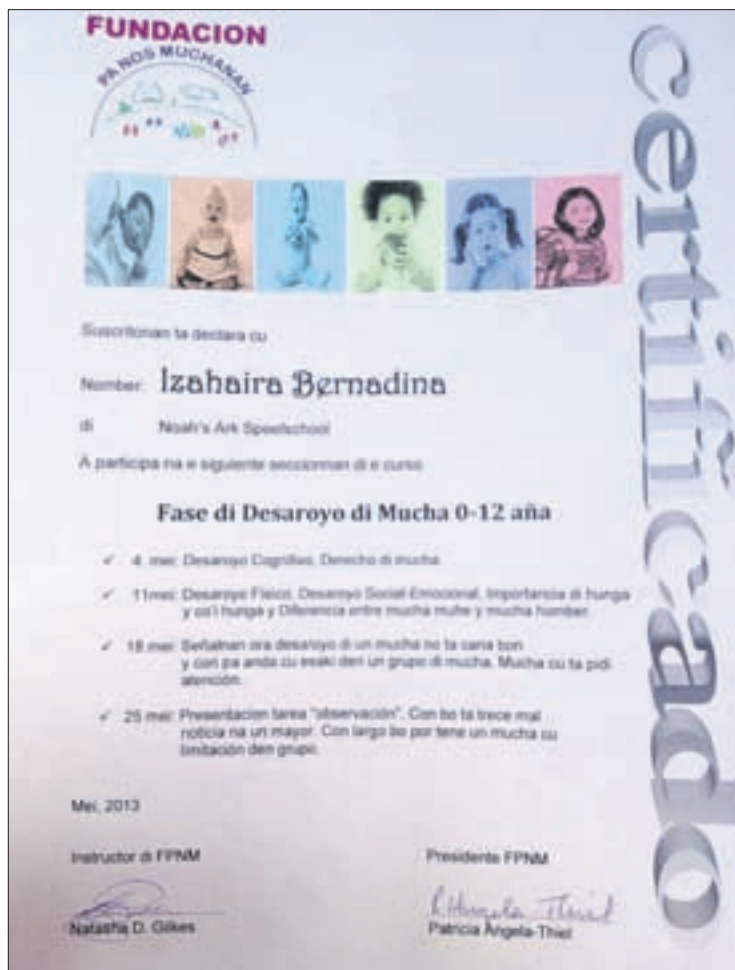 FUNDACION
PA NOS MUCHANAN
certificado
Suscritonan ta declara cu
Nomber: Izahaira Bernadina
di Noah's Ark Speelschool
A participa na e siguiente seccionnan di e curso
Fase di Desaroyo di Mucha 0-12 aña
✓ 4 mei: Desaroyo Cognitivo, Derecho di mucha
✓ 11mei: Desaroyo Fisico, Desaroyo Social-Emocional, Importancia di hunga
y co'i hunga y Diferencia entre mucha muhe y mucha homber.
✓ 18 mei: Señalnan ora desaroyo di un mucha no ta cana bon
y con pa anda cu esaki den un grupo di mucha. Mucha cu ta pidi
atención.
✓ 25 mei: Presentacion tarea "observación". Con bo ta trece mal
noticia na un mayor. Con largo bo por tene un mucha cu
limitación den grupo.
Mei, 2013
Instructor di FPNM Presidente FPNM
Natasha D. Gilkes Patricia Angela-Thiel